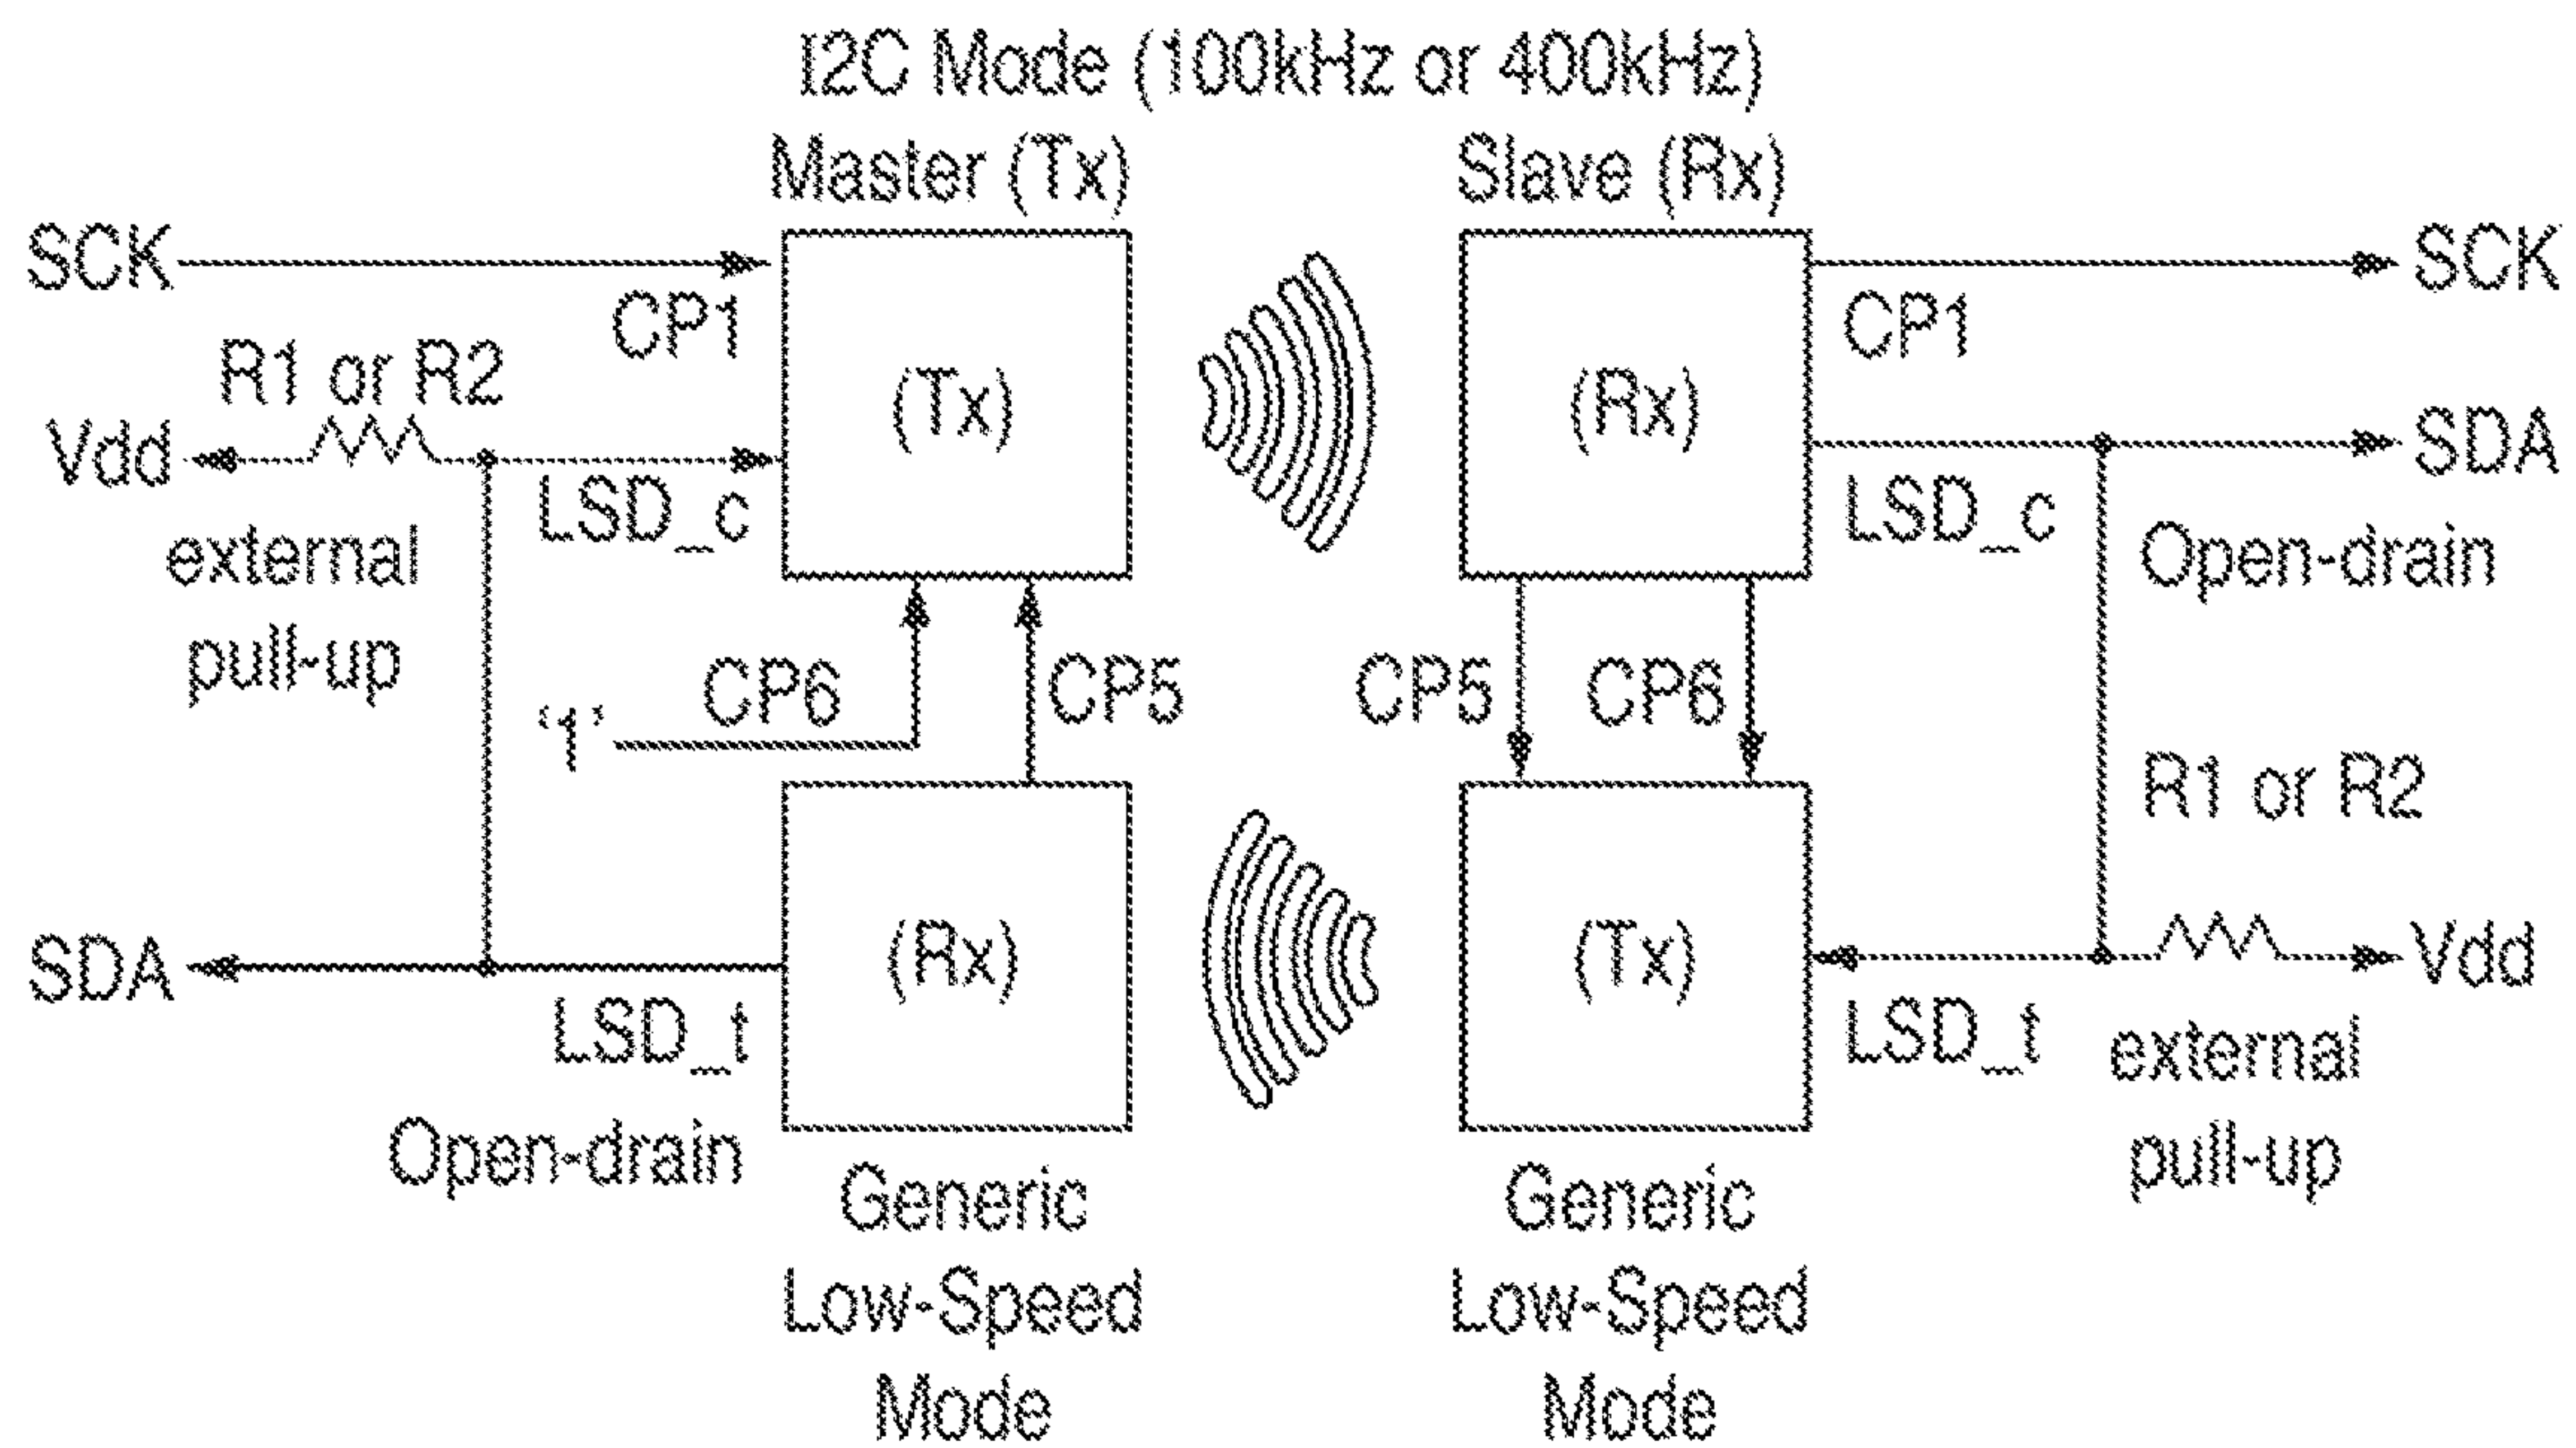 I2C Mode (100kHz or 400kHz)
Master (Tx)
Slave (Rx)
SCK
SCK
CP1
CP1
R1 or R2
(Tx)
(Rx)
Vdd
SDA
LSD_c
LSD_c
external
pull-up
Open-drain
CP6
CP5
CP5
CP6
'1'
R1 or R2
SDA
(Rx)
(Tx)
Vdd
LSD_t
LSD_t
external
pull-up
Open-drain
Generic
Low-Speed
Mode
Generic
Low-Speed
Mode